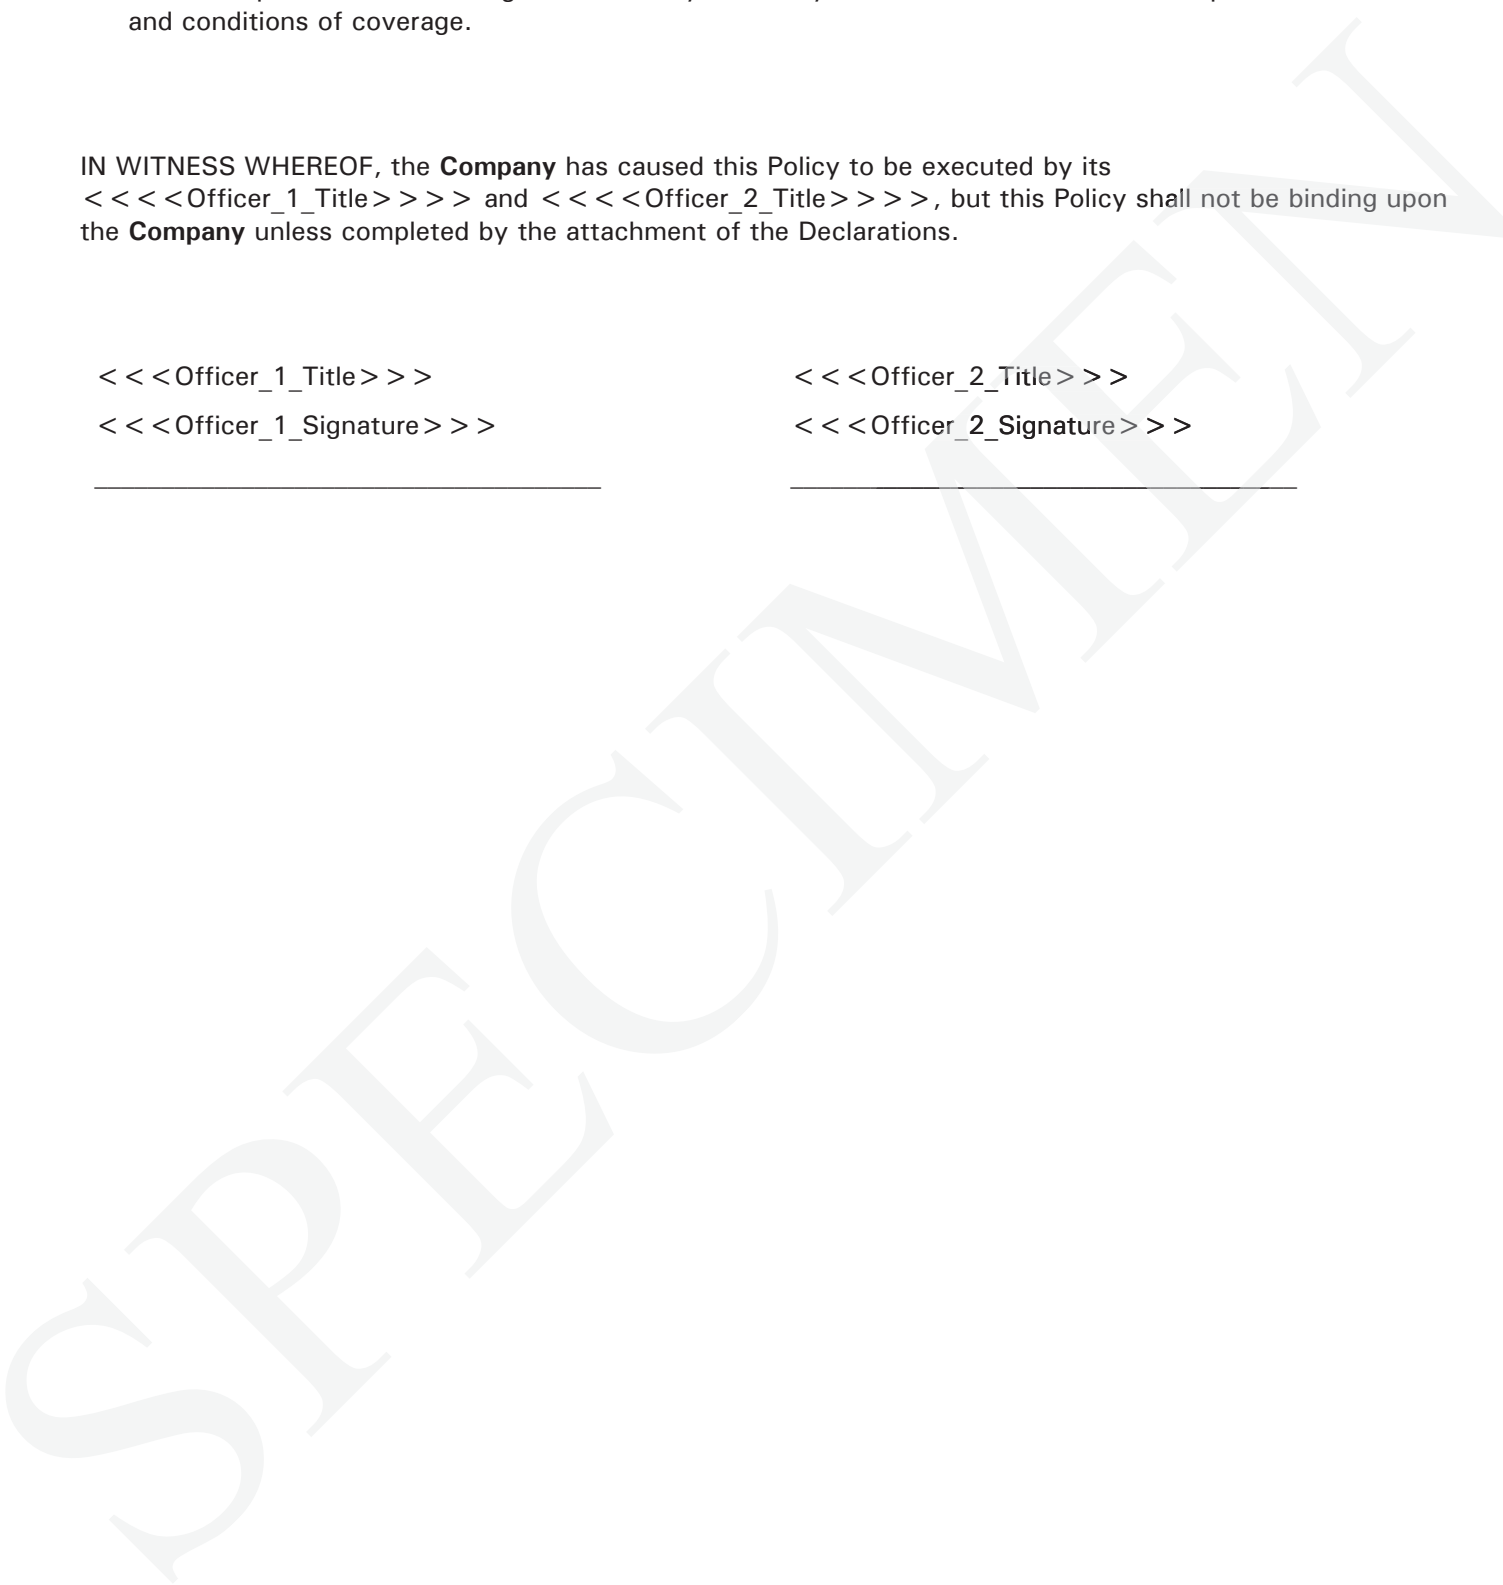 and conditions of coverage.
IN WITNESS WHEREOF, the Company has caused this Policy to be executed by its
<<<<Officer_1_Title>>>> and <<<<Officer_2_Title>>>>, but this Policy shall not be binding upon
the Company unless completed by the attachment of the Declarations.
<<<Officer_1_Title>>> <<<Officer_2_Title>>>
<<<Officer_1_Signature>>> <<<Officer_2_Signature>>>
SPECIMEN